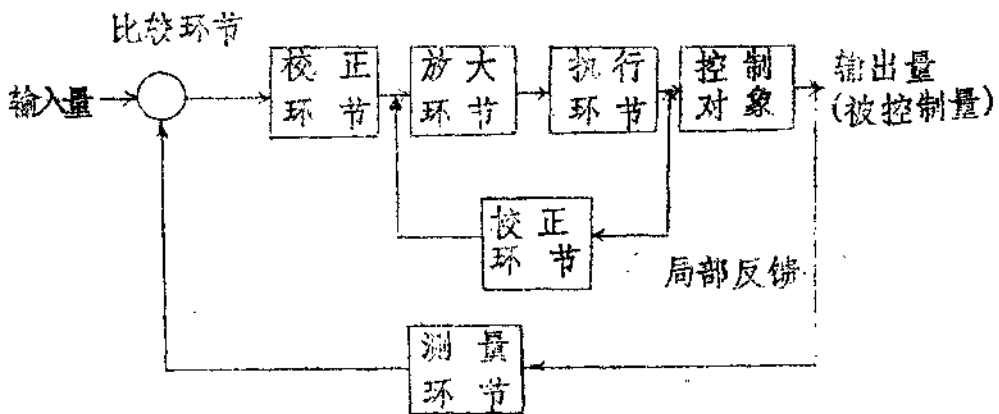 比较环节
输入量
校正
环节
放大
环节
执行
环节
控制
对象
输出量
(被控制量)
校正
环节
局部反馈
测量
环节